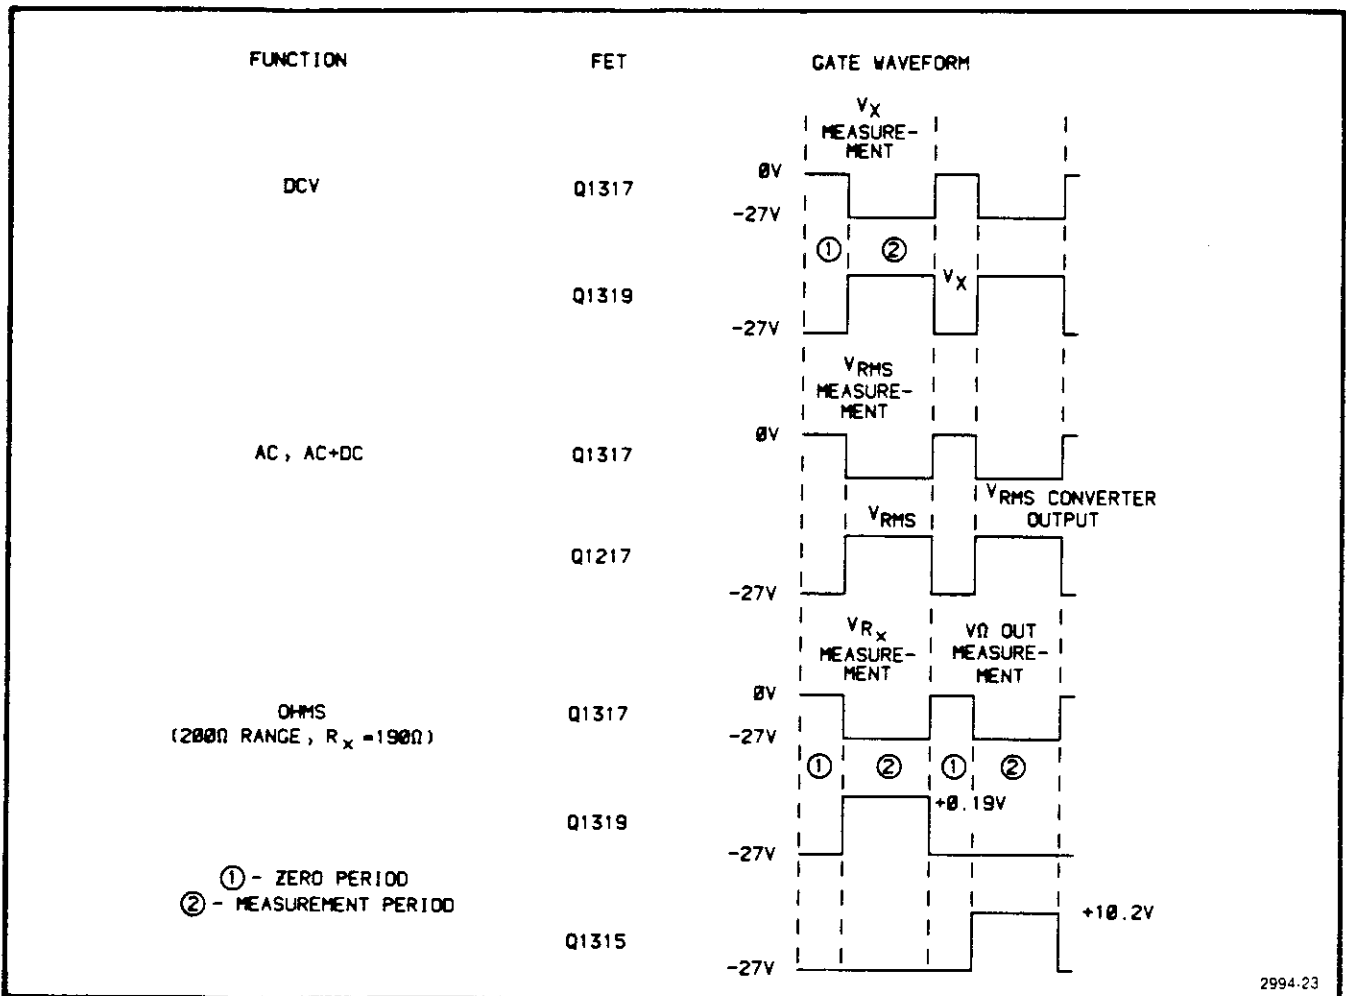 FUNCTION FET GATE WAVEFORM
VX
MEASURE-
MENT
0V
DCV Q1317
-27V
① ②
VX
Q1319
-27V
VRMS
MEASURE-
MENT
0V
AC, AC+DC Q1317
VRMS CONVERTER
OUTPUT
VRMS
Q1217
-27V
VRx
MEASURE-
MENT
VΩ OUT
MEASURE-
MENT
0V
OHMS Q1317
(200Ω RANGE, Rx =190Ω)
-27V
① ② ① ②
+0.19V
Q1319
-27V
① - ZERO PERIOD
② - MEASUREMENT PERIOD
+10.2V
Q1315
-27V
2994-23